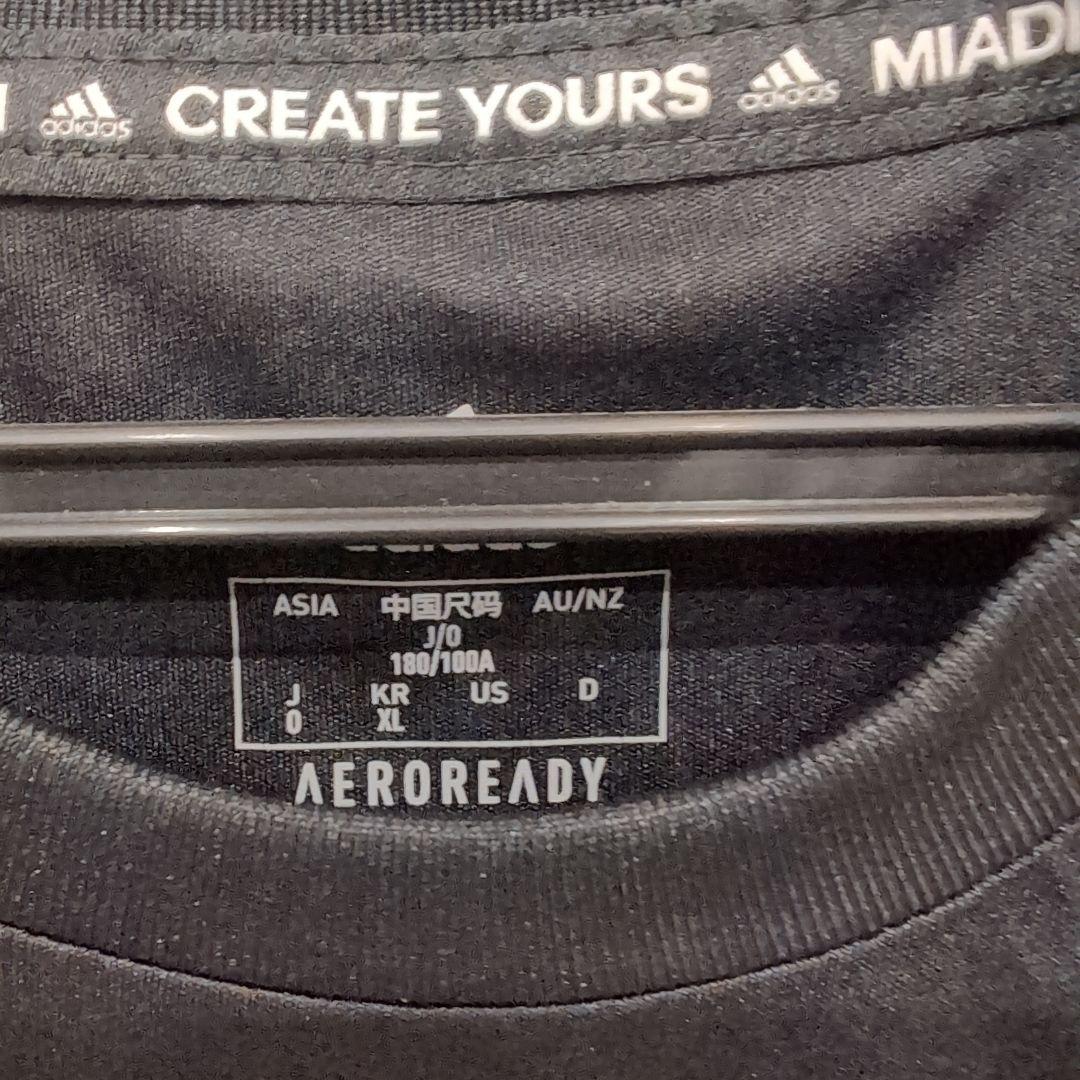 adidas CREATE YOURS adidas MIADI
ASIA 中国尺码 AU/NZ
J/O
180/100A
J KR US D
O XL
AEROREADY